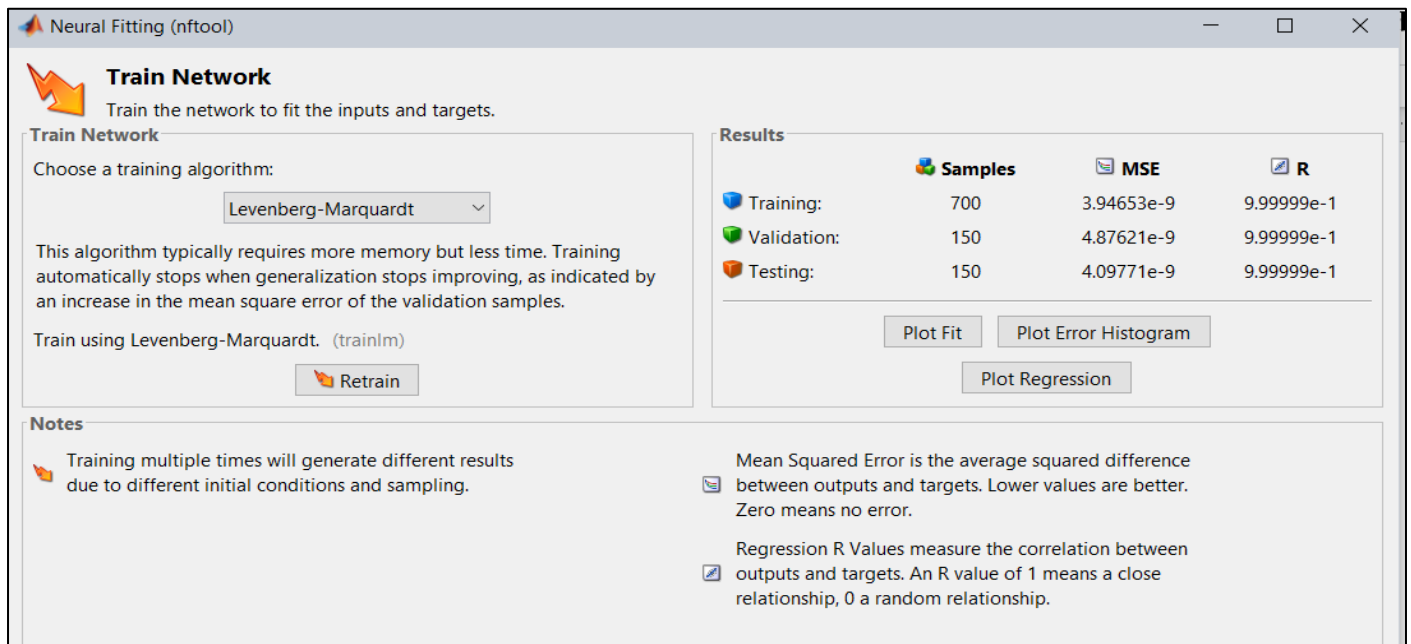 Neural Fitting (nftool)
Train Network
Train the network to fit the inputs and targets.
Train Network
Choose a training algorithm:
Levenberg-Marquardt
This algorithm typically requires more memory but less time. Training
automatically stops when generalization stops improving, as indicated by
an increase in the mean square error of the validation samples.
Train using Levenberg-Marquardt. (trainlm)
Retrain
Results
Samples MSE R
Training: 700 3.94653e-9 9.99999e-1
Validation: 150 4.87621e-9 9.99999e-1
Testing: 150 4.09771e-9 9.99999e-1
Plot Fit Plot Error Histogram
Plot Regression
Notes
Training multiple times will generate different results
due to different initial conditions and sampling.
Mean Squared Error is the average squared difference
between outputs and targets. Lower values are better.
Zero means no error.
Regression R Values measure the correlation between
outputs and targets. An R value of 1 means a close
relationship, 0 a random relationship.